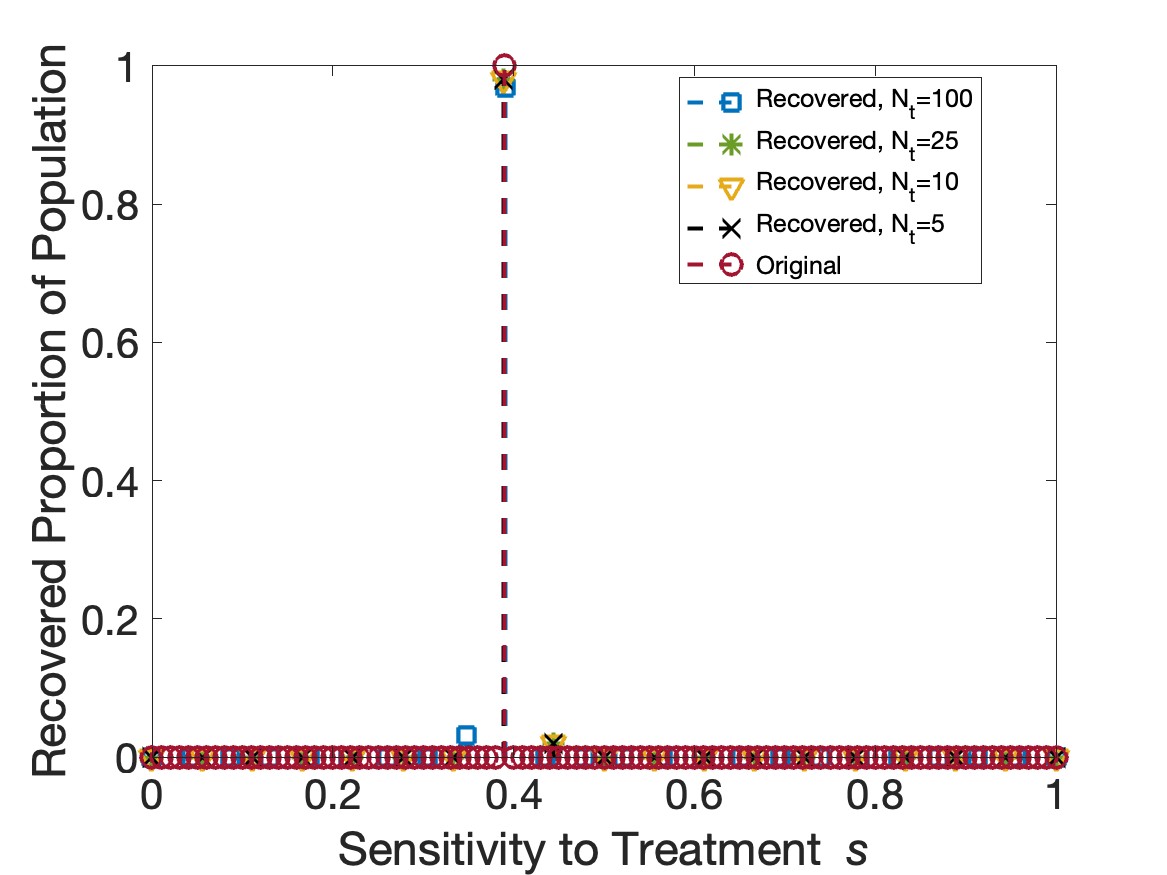 Recovered Proportion of Population
1
0.8
0.6
0.4
0.2
0
0 0.2 0.4 0.6 0.8 1
Sensitivity to Treatment s
Recovered, Nt=100
Recovered, Nt=25
Recovered, Nt=10
Recovered, Nt=5
Original